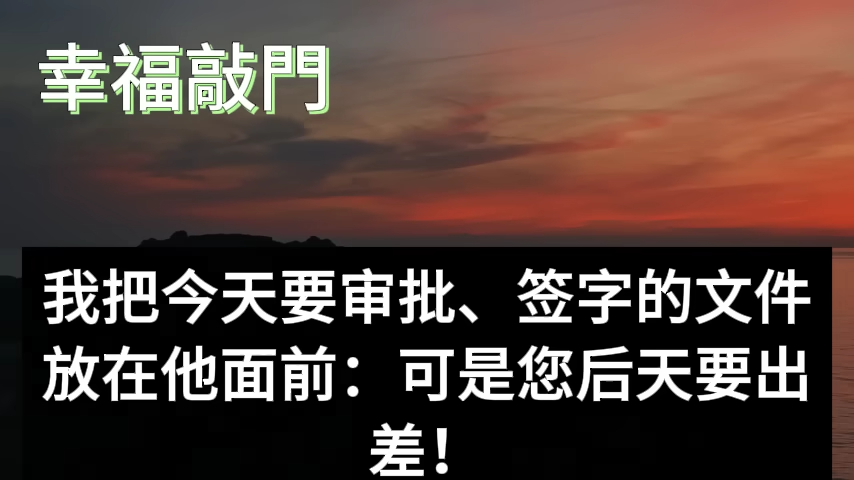 幸福敲門
我把今天要审批、签字的文件
放在他面前：可是您后天要出
差！